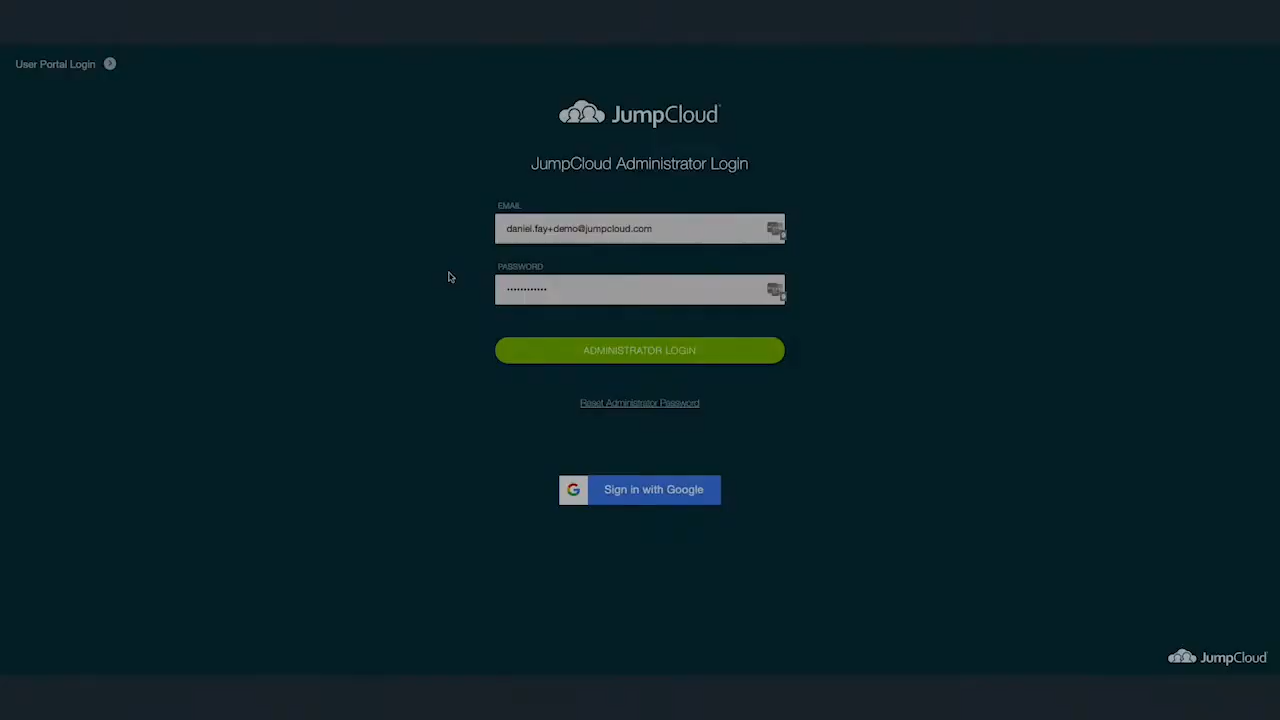 User Portal Login
JumpCloud
JumpCloud Administrator Login
EMAIL
daniel.fay+demo@jumpcloud.com
PASSWORD
••••••••••••
ADMINISTRATOR LOGIN
Reset Administrator Password
Sign in with Google
JumpCloud